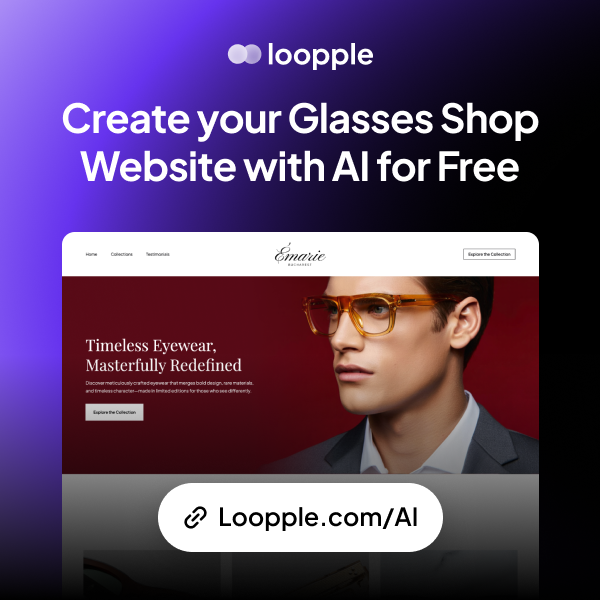 loopple
Create your Glasses Shop
Website with AI for Free
Home Collections Testimonials
Émarie
BUCHAREST
Explore the Collection
Timeless Eyewear,
Masterfully Redefined
Discover meticulously crafted eyewear that merges bold design, rare materials,
and timeless character—made in limited editions for those who see differently.
Explore the Collection
Loopple.com/AI